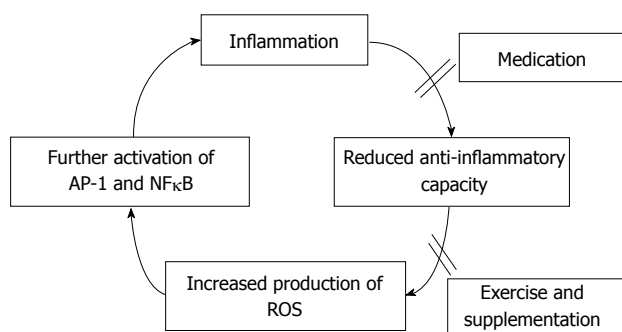 Inflammation
Medication
Further activation of
AP-1 and NFκB
Reduced anti-inflammatory
capacity
Increased production of
ROS
Exercise and
supplementation